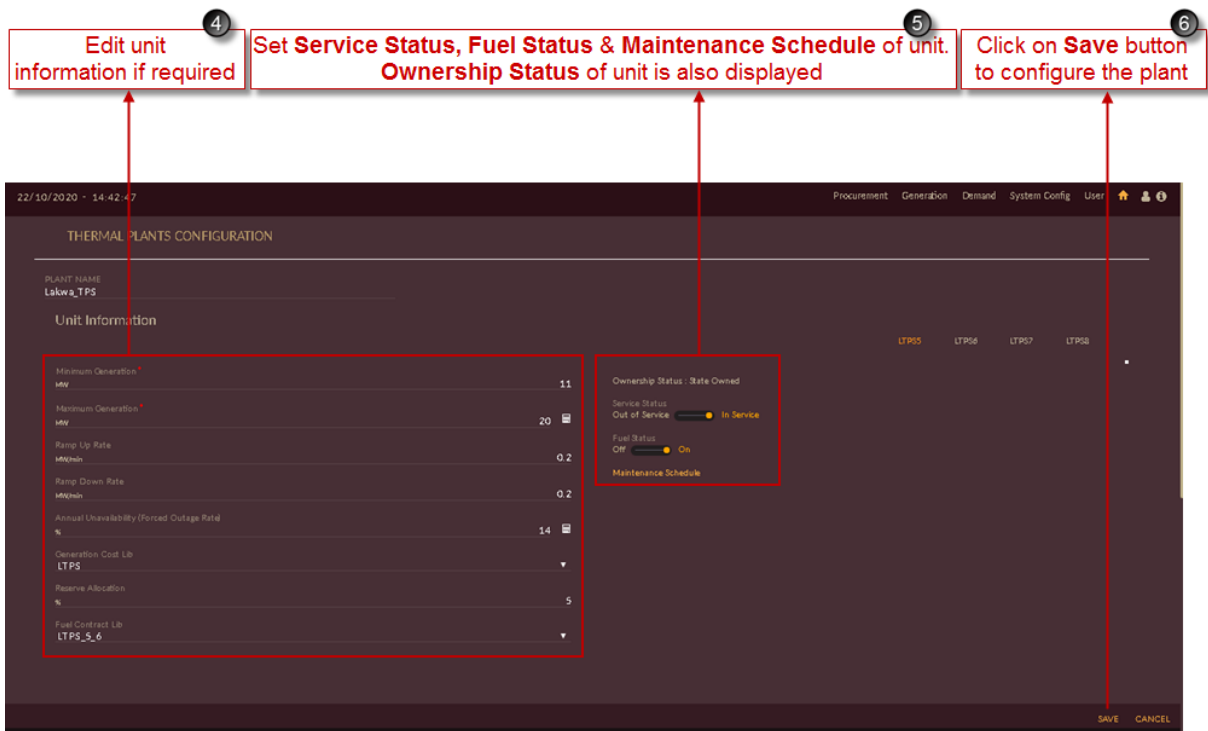 4
Edit unit
information if required
5
Set Service Status, Fuel Status & Maintenance Schedule of unit.
Ownership Status of unit is also displayed
6
Click on Save button
to configure the plant
22/10/2020 - 14:42:47
Procurement Generation Demand System Config User
THERMAL PLANTS CONFIGURATION
PLANT NAME
Lakwa_TPS
Unit Information
LTPS5 LTPS6 LTPS7 LTPS8
Minimum Generation *
MW 11
Maximum Generation *
MW 20
Ramp Up Rate
MW/min 0.2
Ramp Down Rate
MW/min 0.2
Annual Unavailability (Forced Outage Rate)
% 14
Generation Cost Lib
LTPS
Reserve Allocation
% 5
Fuel Contract Lib
LTPS_5_6
Ownership Status : State Owned
Service Status
Out of Service In Service
Fuel Status
Off On
Maintenance Schedule
SAVE CANCEL